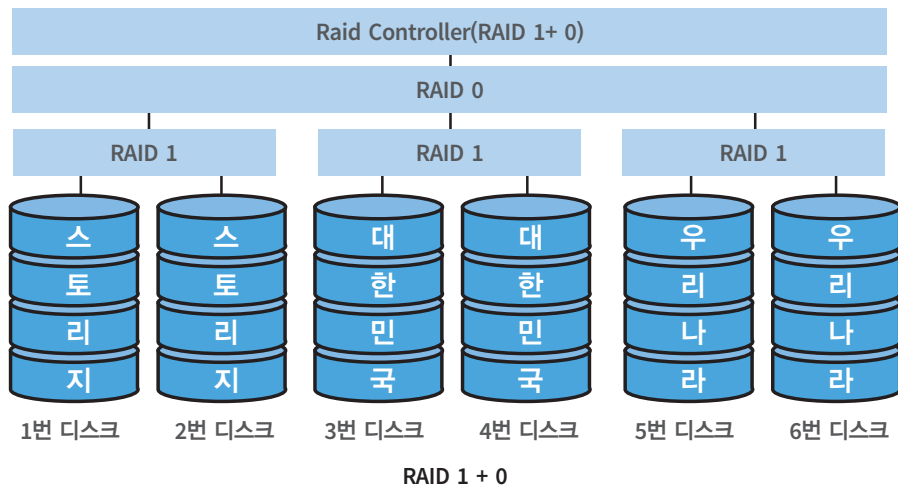 Raid Controller(RAID 1+ 0)
RAID 0
RAID 1 RAID 1 RAID 1
스 스 대 대 우 우
토 토 한 한 리 리
리 리 민 민 나 나
지 지 국 국 라 라
1번 디스크 2번 디스크 3번 디스크 4번 디스크 5번 디스크 6번 디스크
RAID 1 + 0